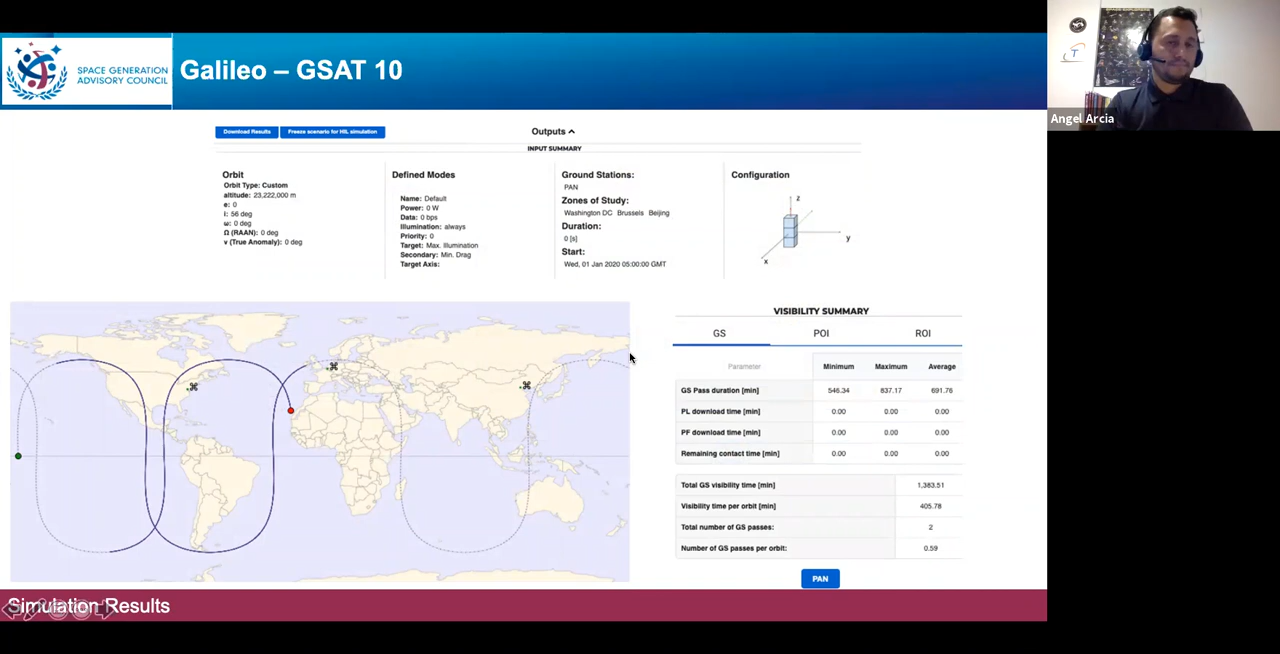 SPACE GENERATION
ADVISORY COUNCIL
Galileo – GSAT 10
Angel Arcia
Download Results
Freeze scenario for HIL simulation
Outputs
INPUT SUMMARY
Orbit
Orbit Type: Custom
altitude: 23,222,000 m
e: 0
i: 56 deg
ω: 0 deg
Ω (RAAN): 0 deg
ν (True Anomaly): 0 deg
Defined Modes
Name: Default
Power: 0 W
Data: 0 bps
Illumination: always
Priority: 0
Target: Max. Illumination
Secondary: Min. Drag
Target Axis:
Ground Stations:
PAN
Zones of Study:
Washington DC Brussels Beijing
Duration:
0 [s]
Start:
Wed, 01 Jan 2020 05:00:00 GMT
Configuration
z
y
x
VISIBILITY SUMMARY
GS POI ROI
Parameter Minimum Maximum Average
GS Pass duration [min] 546.34 837.17 691.76
PL download time [min] 0.00 0.00 0.00
PF download time [min] 0.00 0.00 0.00
Remaining contact time [min] 0.00 0.00 0.00
Total GS visibility time [min] 1,383.51
Visibility time per orbit [min] 405.78
Total number of GS passes: 2
Number of GS passes per orbit: 0.59
PAN
Simulation Results